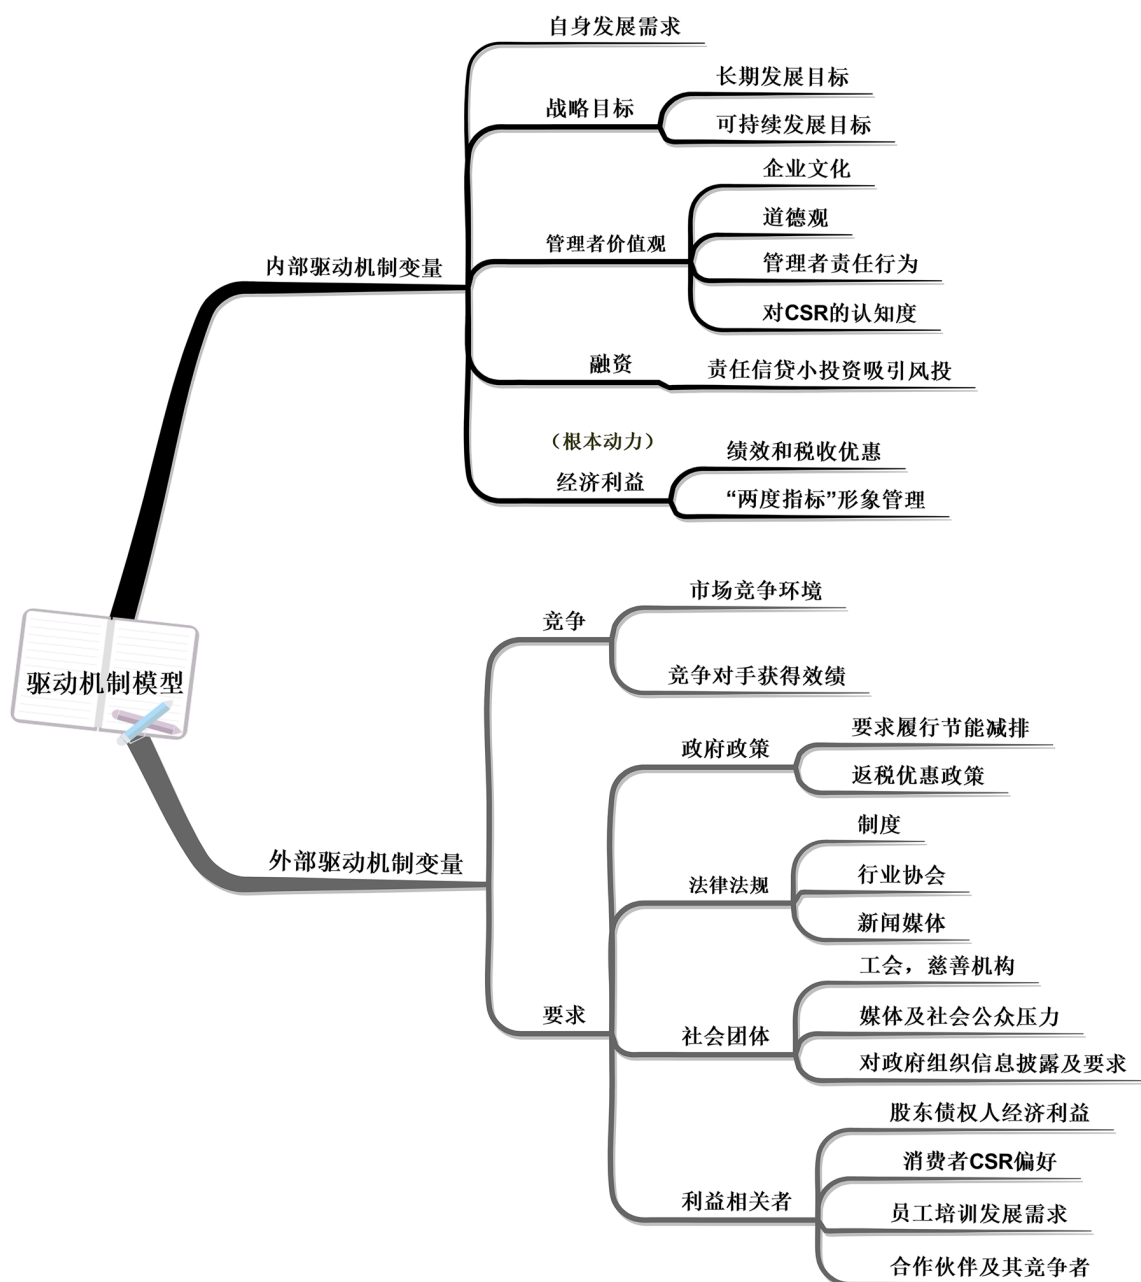 驱动机制模型
内部驱动机制变量
自身发展需求
战略目标
长期发展目标
可持续发展目标
管理者价值观
企业文化
道德观
管理者责任行为
对CSR的认知度
融资
责任信贷小投资吸引风投
（根本动力）
经济利益
绩效和税收优惠
“两度指标”形象管理
外部驱动机制变量
竞争
市场竞争环境
竞争对手获得效绩
要求
政府政策
要求履行节能减排
返税优惠政策
法律法规
制度
行业协会
新闻媒体
社会团体
工会，慈善机构
媒体及社会公众压力
对政府组织信息披露及要求
利益相关者
股东债权人经济利益
消费者CSR偏好
员工培训发展需求
合作伙伴及其竞争者